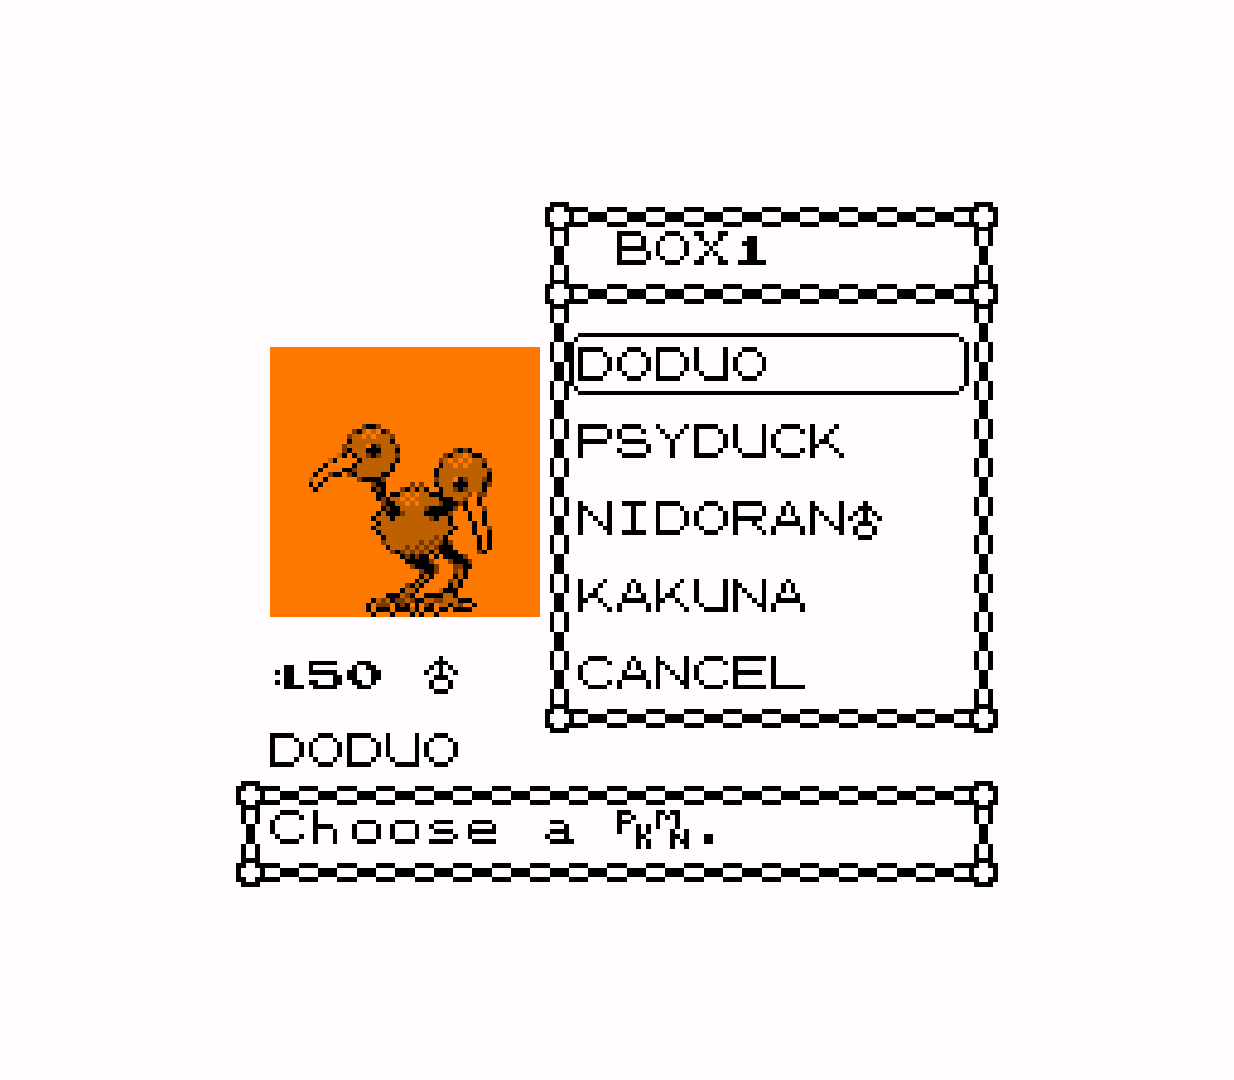 BOX1
DODUO
PSYDUCK
NIDORAN♂
KAKUNA
CANCEL
:L50 ♂
DODUO
Choose a PKMN.